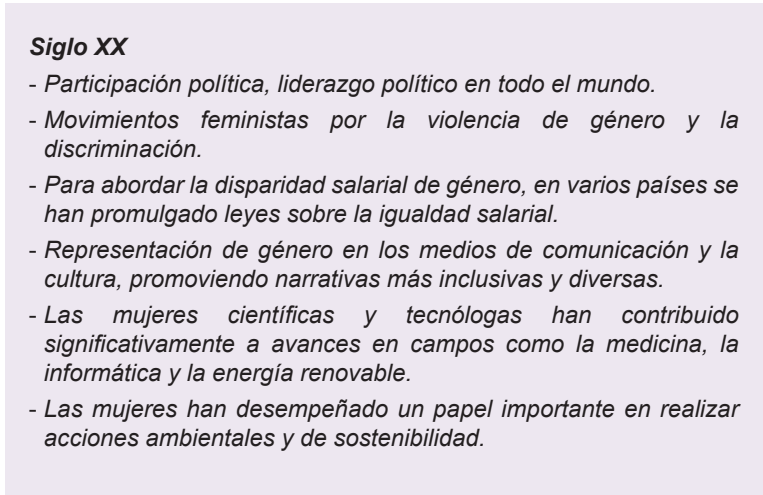 Siglo XX
- Participación política, liderazgo político en todo el mundo.
- Movimientos feministas por la violencia de género y la
discriminación.
- Para abordar la disparidad salarial de género, en varios países se
han promulgado leyes sobre la igualdad salarial.
- Representación de género en los medios de comunicación y la
cultura, promoviendo narrativas más inclusivas y diversas.
- Las mujeres científicas y tecnólogas han contribuido
significativamente a avances en campos como la medicina, la
informática y la energía renovable.
- Las mujeres han desempeñado un papel importante en realizar
acciones ambientales y de sostenibilidad.